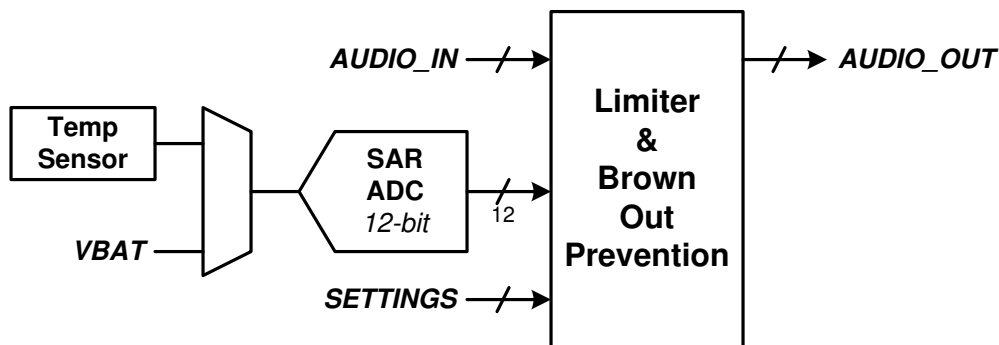 AUDIO_IN
AUDIO_OUT
Temp
Sensor
VBAT
SAR
ADC
12-bit
12
SETTINGS
Limiter
&
Brown
Out
Prevention